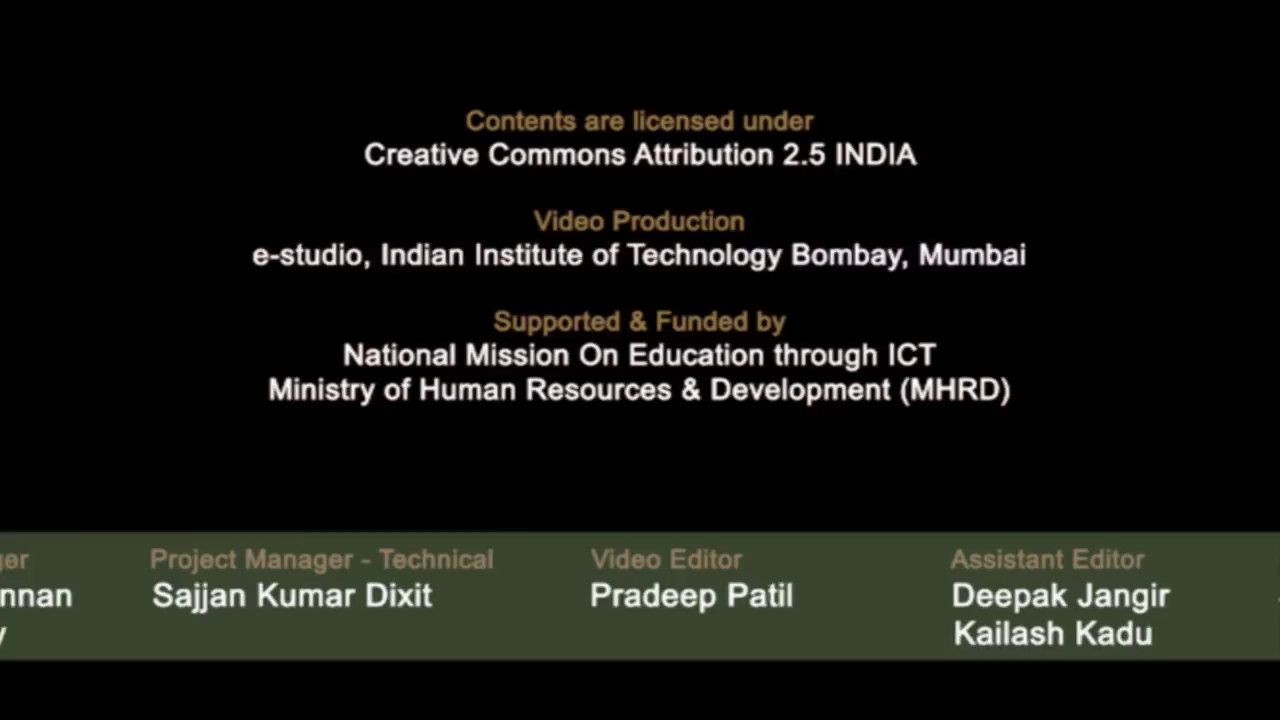 Contents are licensed under
Creative Commons Attribution 2.5 INDIA
Video Production
e-studio, Indian Institute of Technology Bombay, Mumbai
Supported & Funded by
National Mission On Education through ICT
Ministry of Human Resources & Development (MHRD)
Project Manager - Technical
Sajjan Kumar Dixit
Video Editor
Pradeep Patil
Assistant Editor
Deepak Jangir
Kailash Kadu